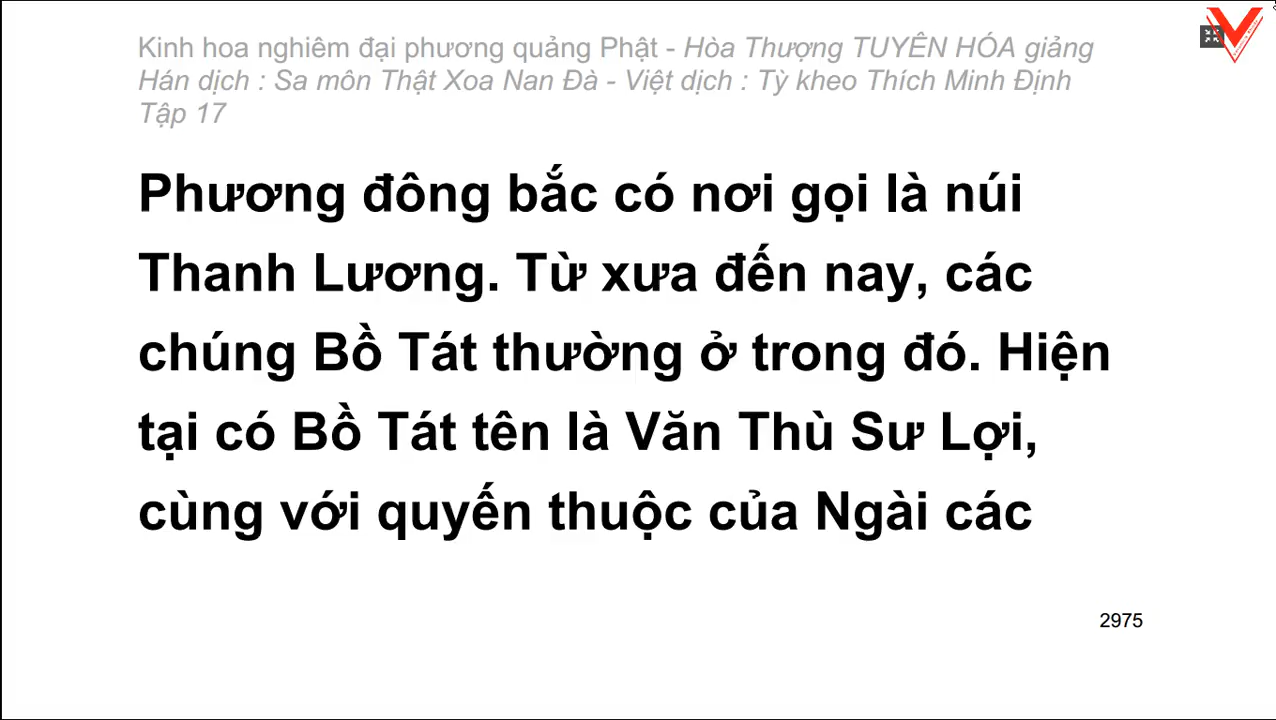 Kinh hoa nghiêm đại phương quảng Phật - Hòa Thượng TUYÊN HÓA giảng
Hán dịch : Sa môn Thật Xoa Nan Đà - Việt dịch : Tỳ kheo Thích Minh Định
Tập 17
Phương đông bắc có nơi gọi là núi
Thanh Lương. Từ xưa đến nay, các
chúng Bồ Tát thường ở trong đó. Hiện
tại có Bồ Tát tên là Văn Thù Sư Lợi,
cùng với quyến thuộc của Ngài các
2975